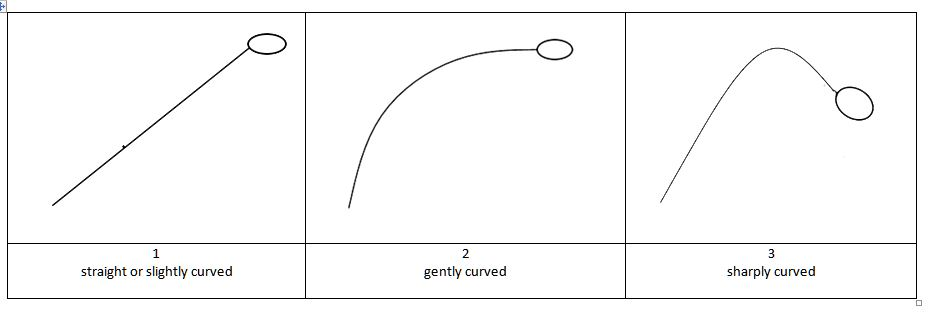 1
straight or slightly curved
2
gently curved
3
sharply curved